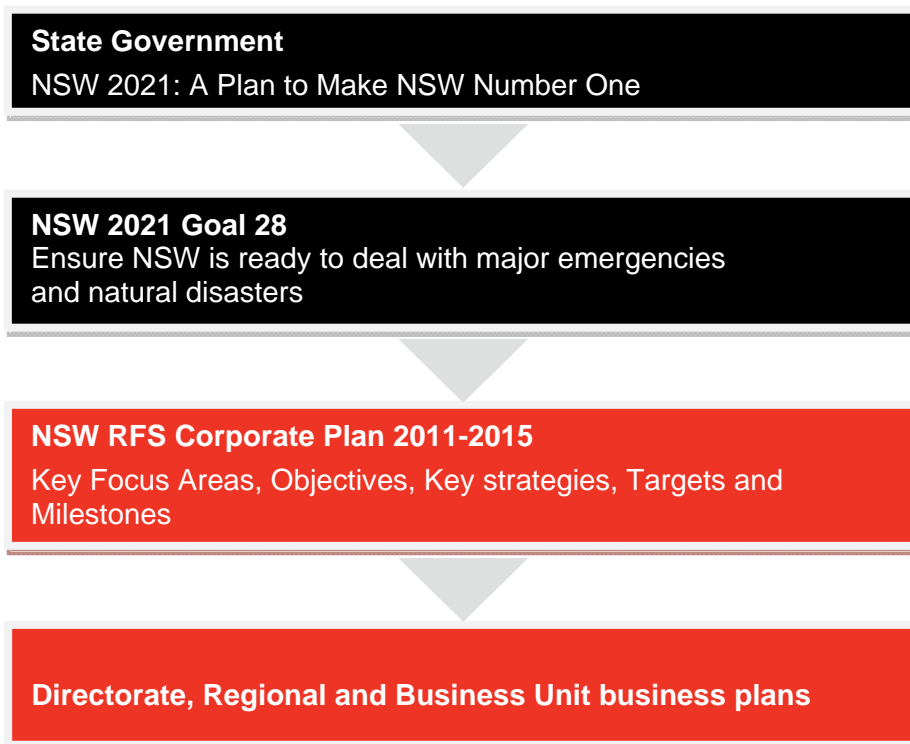 State Government
NSW 2021: A Plan to Make NSW Number One
NSW 2021 Goal 28
Ensure NSW is ready to deal with major emergencies
and natural disasters
NSW RFS Corporate Plan 2011-2015
Key Focus Areas, Objectives, Key strategies, Targets and
Milestones
Directorate, Regional and Business Unit business plans